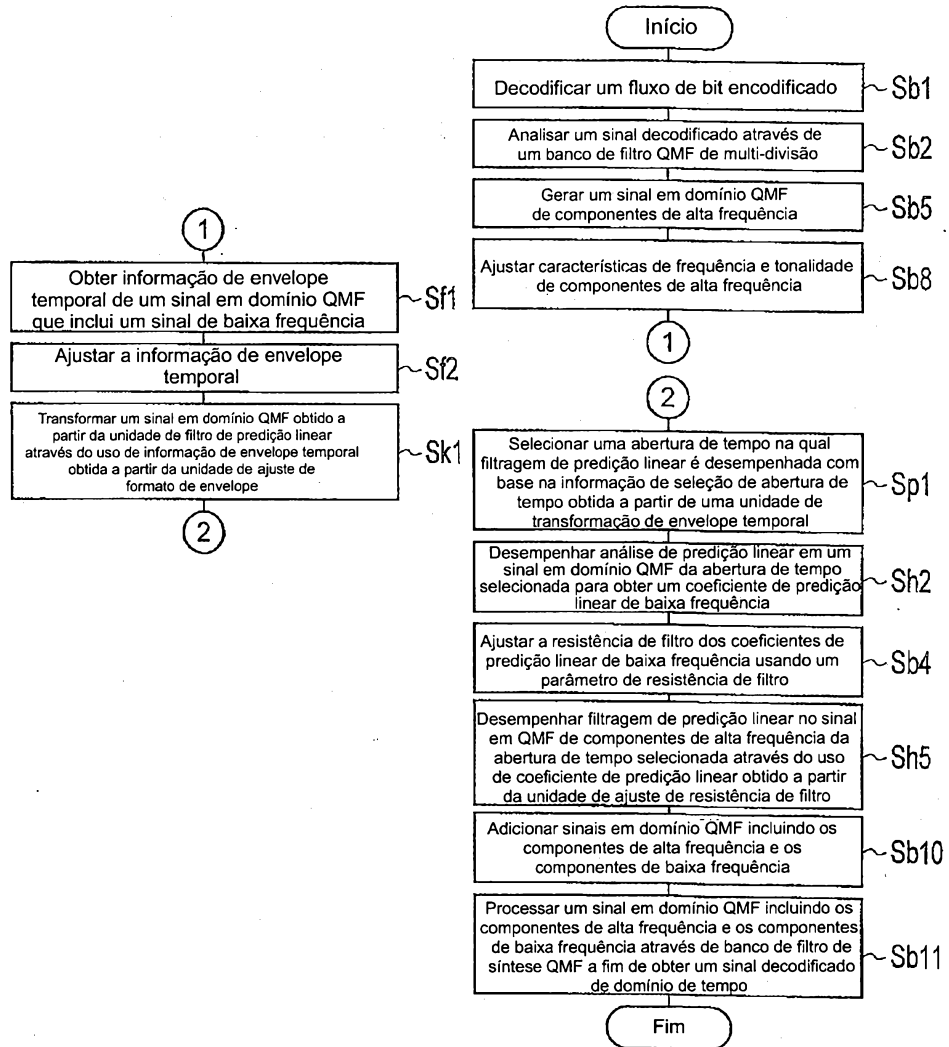 Início
Decodificar um fluxo de bit encodificado
Sb1
Analisar um sinal decodificado através de
um banco de filtro QMF de multi-divisão
Sb2
Gerar um sinal em domínio QMF
de componentes de alta frequência
Sb5
Ajustar características de frequência e tonalidade
de componentes de alta frequência
Sb8
1
1
Obter informação de envelope
temporal de um sinal em domínio QMF
que inclui um sinal de baixa frequência
Sf1
Ajustar a informação de envelope
temporal
Sf2
Transformar um sinal em domínio QMF obtido a
partir da unidade de filtro de predição linear
através do uso de informação de envelope temporal
obtida a partir da unidade de ajuste de
formato de envelope
Sk1
2
2
Selecionar uma abertura de tempo na qual
filtragem de predição linear é desempenhada com
base na informação de seleção de abertura de
tempo obtida a partir de uma unidade de
transformação de envelope temporal
Sp1
Desempenhar análise de predição linear em um
sinal em domínio QMF da abertura de tempo
selecionada para obter um coeficiente de predição
linear de baixa frequência
Sh2
Ajustar a resistência de filtro dos coeficientes de
predição linear de baixa frequência usando um
parâmetro de resistência de filtro
Sb4
Desempenhar filtragem de predição linear no sinal
em QMF de componentes de alta frequência da
abertura de tempo selecionada através do uso
de coeficiente de predição linear obtido a partir
da unidade de ajuste de resistência de filtro
Sh5
Adicionar sinais em domínio QMF incluindo os
componentes de alta frequência e os
componentes de baixa frequência
Sb10
Processar um sinal em domínio QMF incluindo os
componentes de alta frequência e os componentes
de baixa frequência através de banco de filtro de
síntese QMF a fim de obter um sinal decodificado
de domínio de tempo
Sb11
Fim